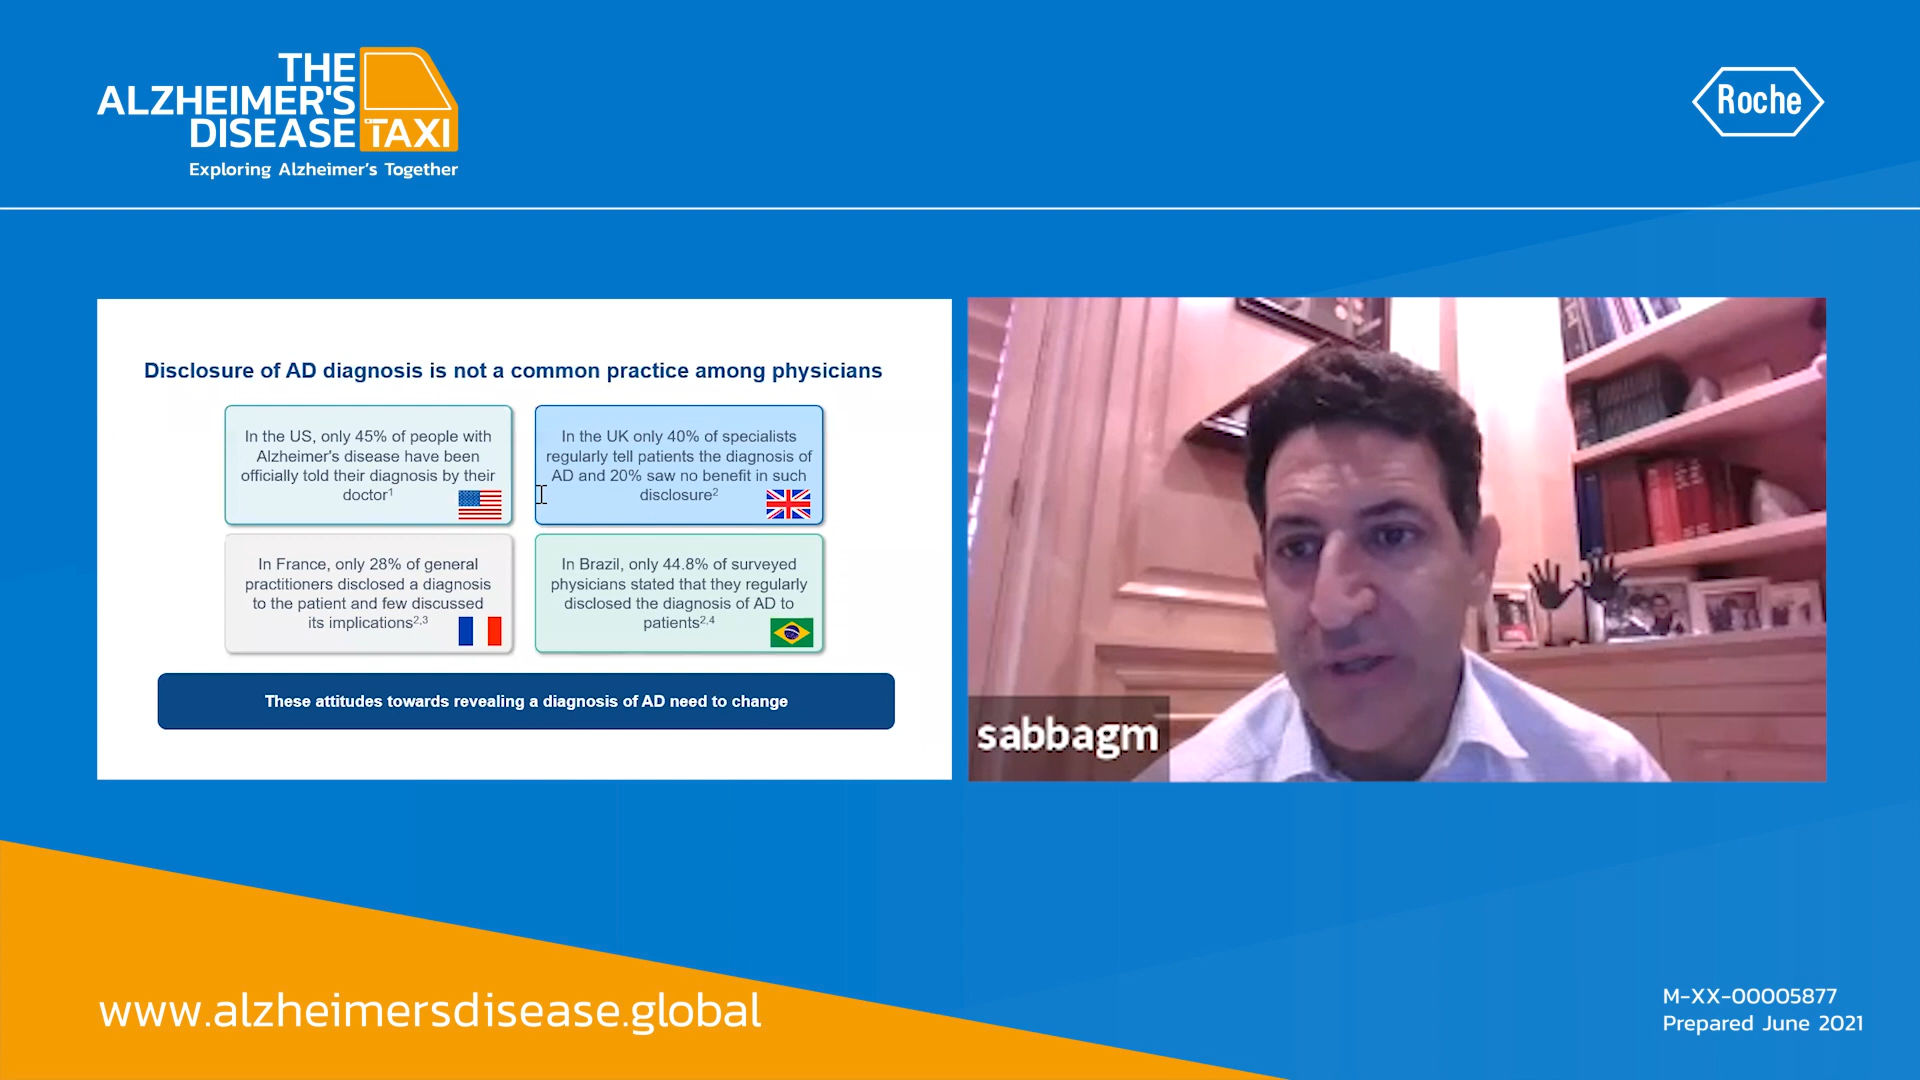 THE
ALZHEIMER'S
DISEASE TAXI
Exploring Alzheimer's Together
Roche
Disclosure of AD diagnosis is not a common practice among physicians
In the US, only 45% of people with
Alzheimer's disease have been
officially told their diagnosis by their
doctor1
In the UK only 40% of specialists
regularly tell patients the diagnosis of
AD and 20% saw no benefit in such
disclosure2
In France, only 28% of general
practitioners disclosed a diagnosis
to the patient and few discussed
its implications2,3
In Brazil, only 44.8% of surveyed
physicians stated that they regularly
disclosed the diagnosis of AD to
patients2,4
These attitudes towards revealing a diagnosis of AD need to change
sabbagm
www.alzheimersdisease.global
M-XX-00005877
Prepared June 2021